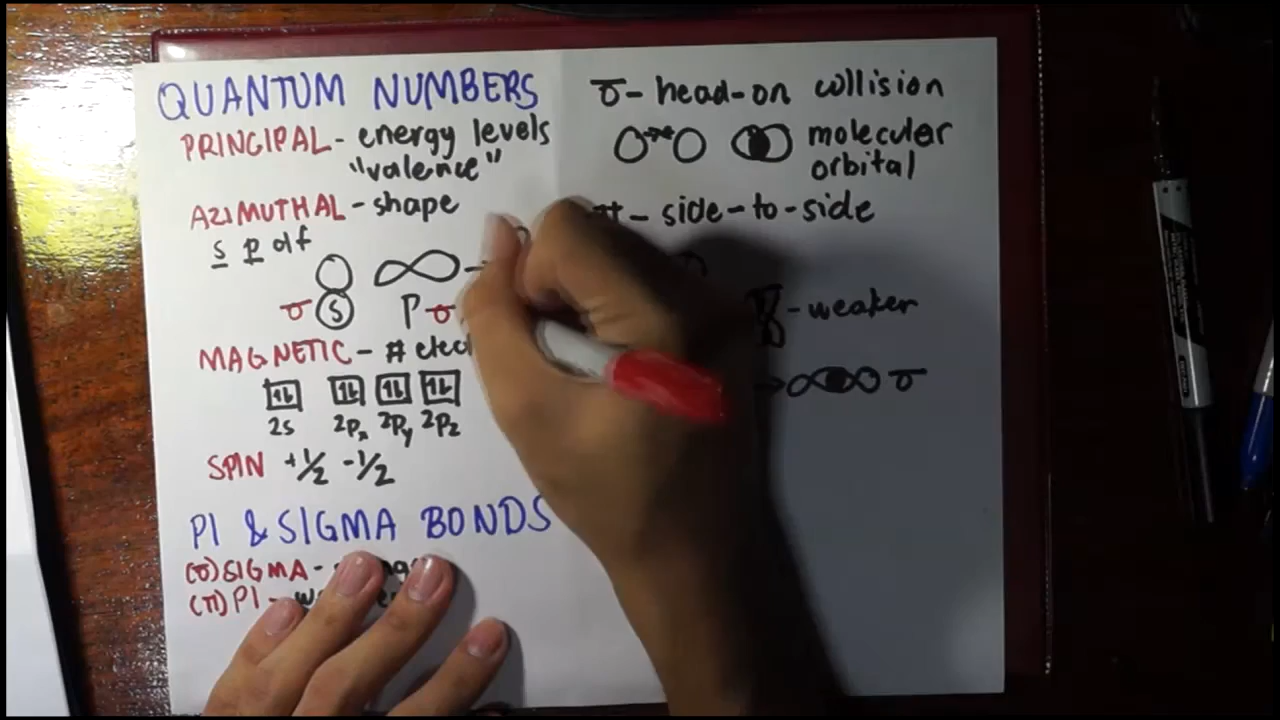 QUANTUM NUMBERS
PRINCIPAL - energy levels
"valence"
AZIMUTHAL - shape
s p df
σ S P σ
MAGNETIC - #
2s 2px 2py 2pz
SPIN +1/2 -1/2
PI & SIGMA BONDS
(σ) SIGMA -
(π) PI -
σ - head-on collision
molecular
orbital
- side-to-side
- weaker
σ